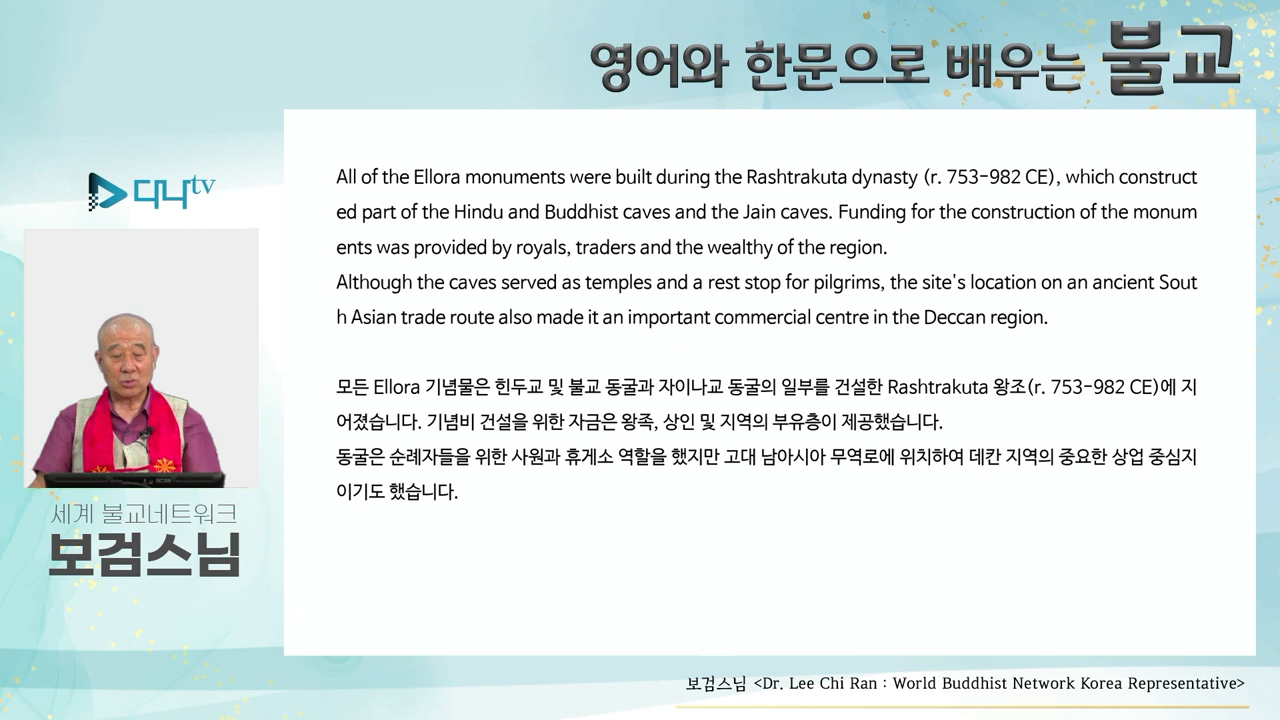 영어와 한문으로 배우는 불교
디나tv
All of the Ellora monuments were built during the Rashtrakuta dynasty (r. 753-982 CE), which construct
ed part of the Hindu and Buddhist caves and the Jain caves. Funding for the construction of the monum
ents was provided by royals, traders and the wealthy of the region.
Although the caves served as temples and a rest stop for pilgrims, the site's location on an ancient Sout
h Asian trade route also made it an important commercial centre in the Deccan region.
모든 Ellora 기념물은 힌두교 및 불교 동굴과 자이나교 동굴의 일부를 건설한 Rashtrakuta 왕조(r. 753-982 CE)에 지
어졌습니다. 기념비 건설을 위한 자금은 왕족, 상인 및 지역의 부유층이 제공했습니다.
동굴은 순례자들을 위한 사원과 휴게소 역할을 했지만 고대 남아시아 무역로에 위치하여 데칸 지역의 중요한 상업 중심지
이기도 했습니다.
세계 불교네트워크
보검스님
보검스님 <Dr. Lee Chi Ran : World Buddhist Network Korea Representative>